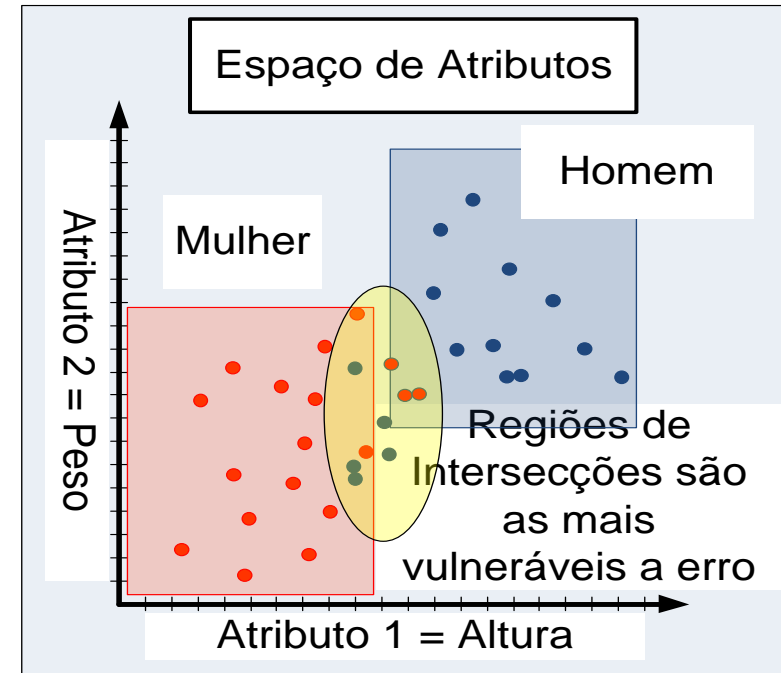 Espaço de Atributos
Homem
Mulher
Atributo 2 = Peso
Regiões de
Intersecções são
as mais
vulneráveis a erro
Atributo 1 = Altura